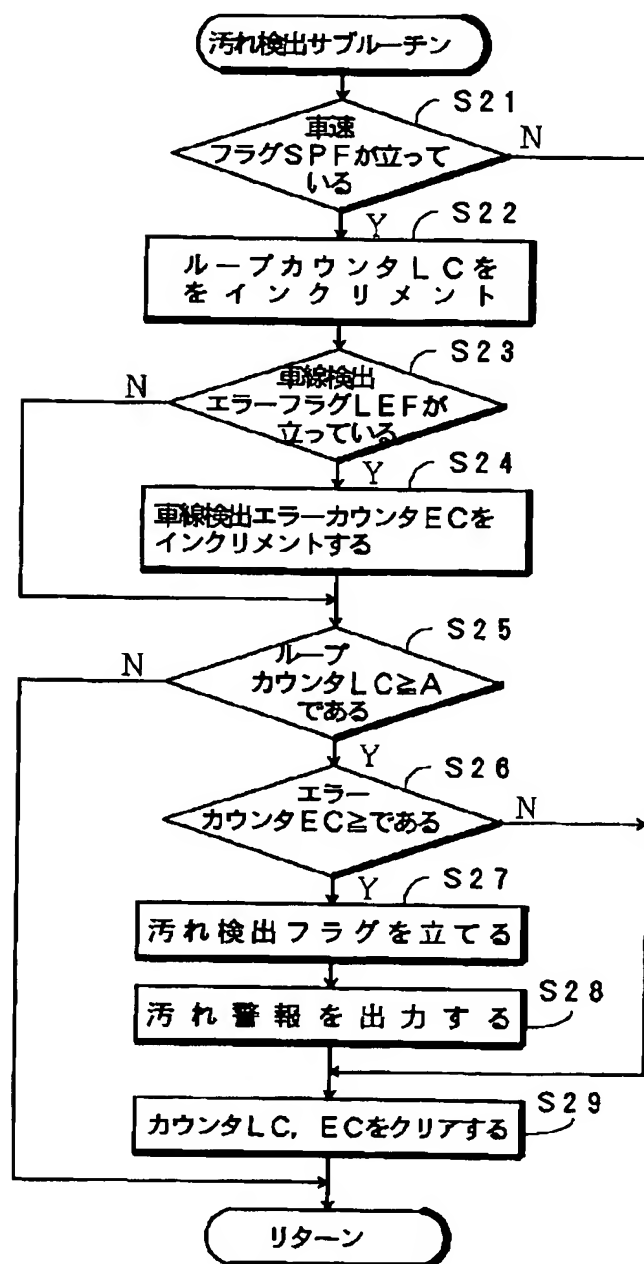 汚れ検出サブルーチン
S21
車速
フラグSPFが立って
いる
N
Y
S22
ループカウンタLCを
をインクリメント
S23
車線検出
エラーフラグLEFが
立っている
N
Y
S24
車線検出エラーカウンタECを
インクリメントする
S25
ループ
カウンタLC≧A
である
N
Y
S26
エラー
カウンタEC≧である
N
Y
S27
汚れ検出フラグを立てる
S28
汚れ警報を出力する
S29
カウンタLC,ECをクリアする
リターン